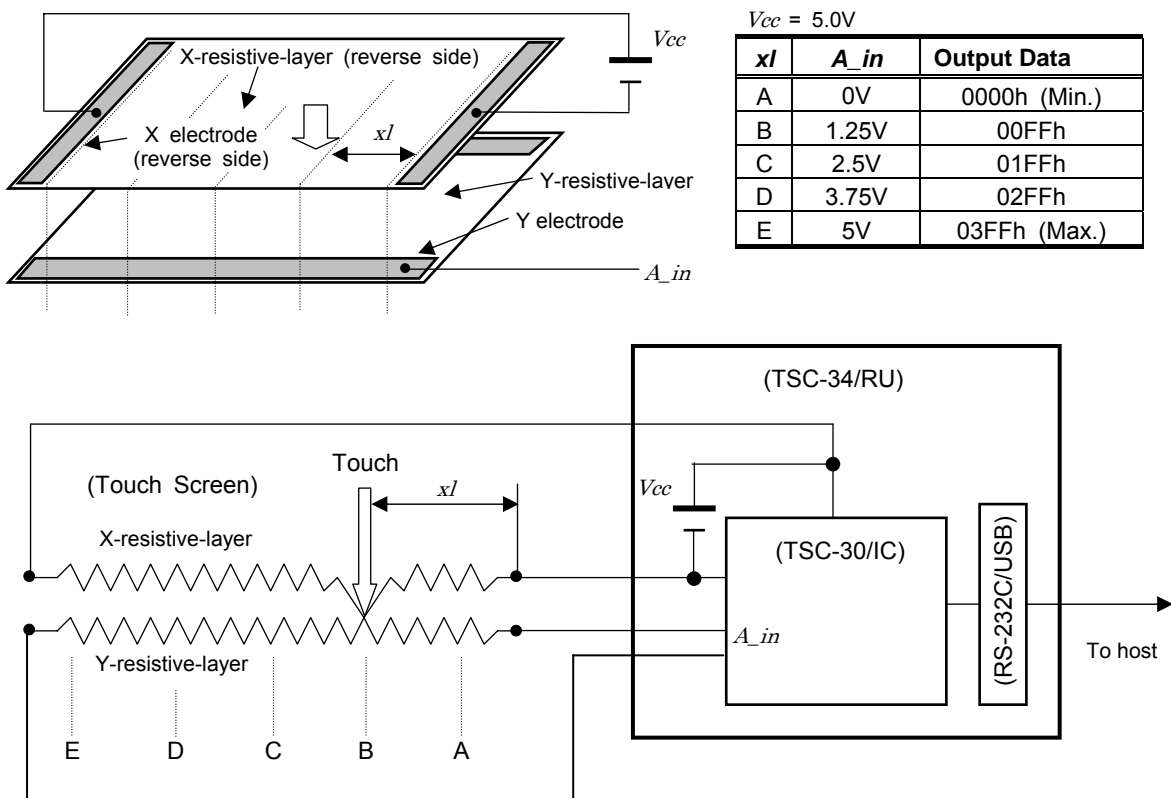 Vcc
X-resistive-layer (reverse side)
X electrode
(reverse side)
xl
Y-resistive-layer
Y electrode
A_in
Vcc = 5.0V
xl A_in Output Data
A 0V 0000h (Min.)
B 1.25V 00FFh
C 2.5V 01FFh
D 3.75V 02FFh
E 5V 03FFh (Max.)
(TSC-34/RU)
Touch
(Touch Screen)
xl
Vcc
X-resistive-layer
(TSC-30/IC)
(RS-232C/USB)
A_in
Y-resistive-layer
To host
E D C B A